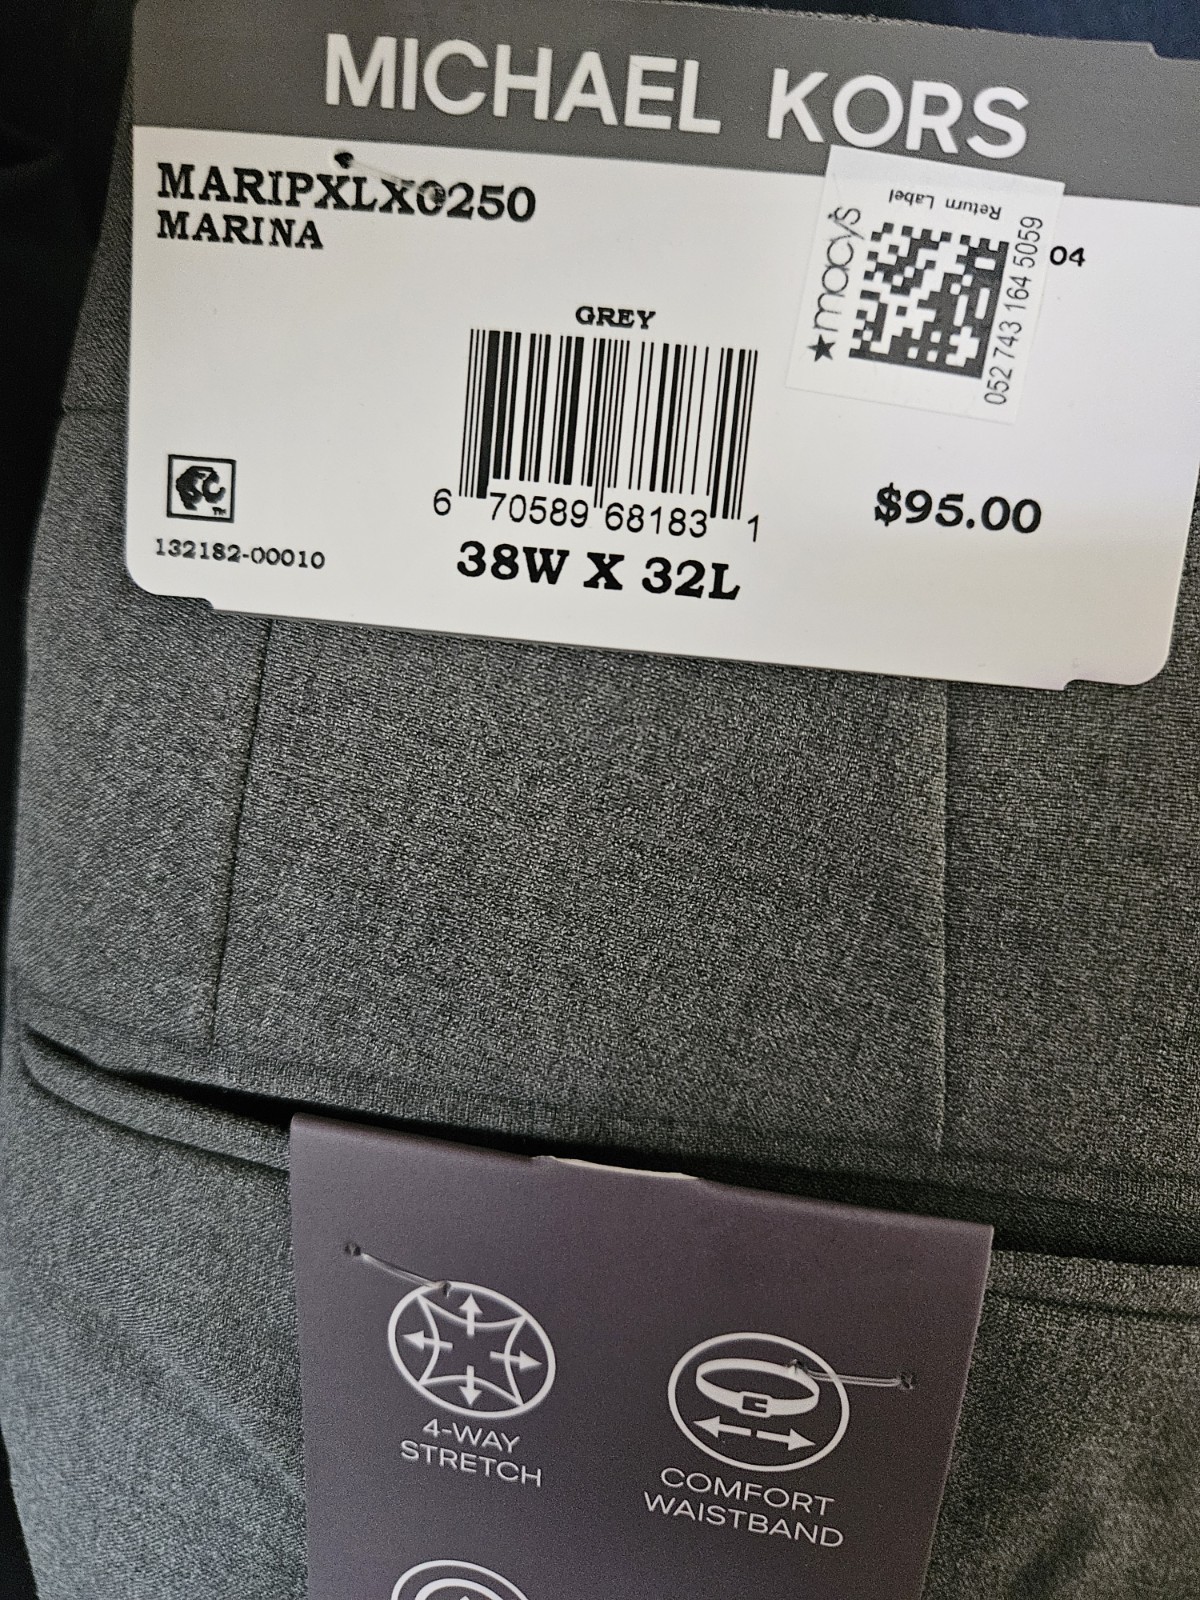 MICHAEL KORS
MARIPXLX0250
MARINA
Return Label
★macy's
052 743 164 5059
04
GREY
6 70589 68183 1
$95.00
132182-00010
38W X 32L
4-WAY
STRETCH
COMFORT
WAISTBAND